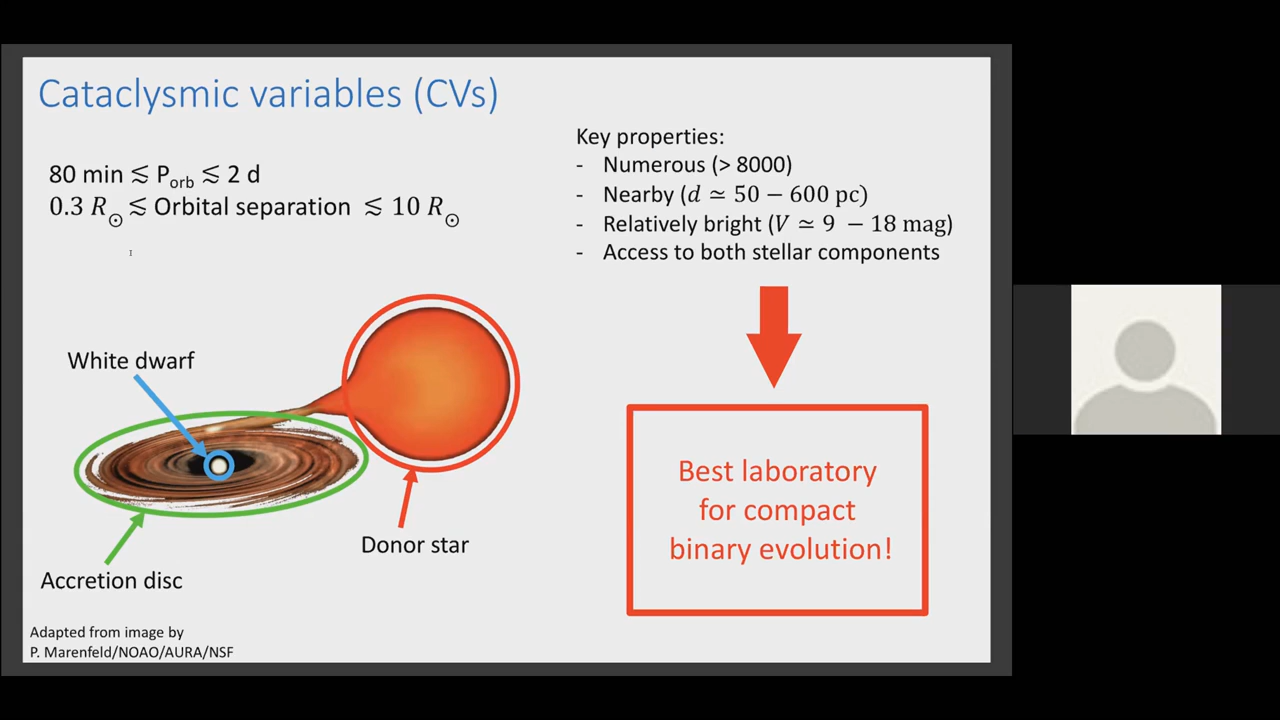 Cataclysmic variables (CVs)
80 min ≲ P_orb ≲ 2 d
0.3 R_⊙ ≲ Orbital separation ≲ 10 R_⊙
Key properties:
- Numerous (> 8000)
- Nearby (d ≃ 50 − 600 pc)
- Relatively bright (V ≃ 9 − 18 mag)
- Access to both stellar components
White dwarf
Donor star
Accretion disc
Best laboratory
for compact
binary evolution!
Adapted from image by
P. Marenfeld/NOAO/AURA/NSF